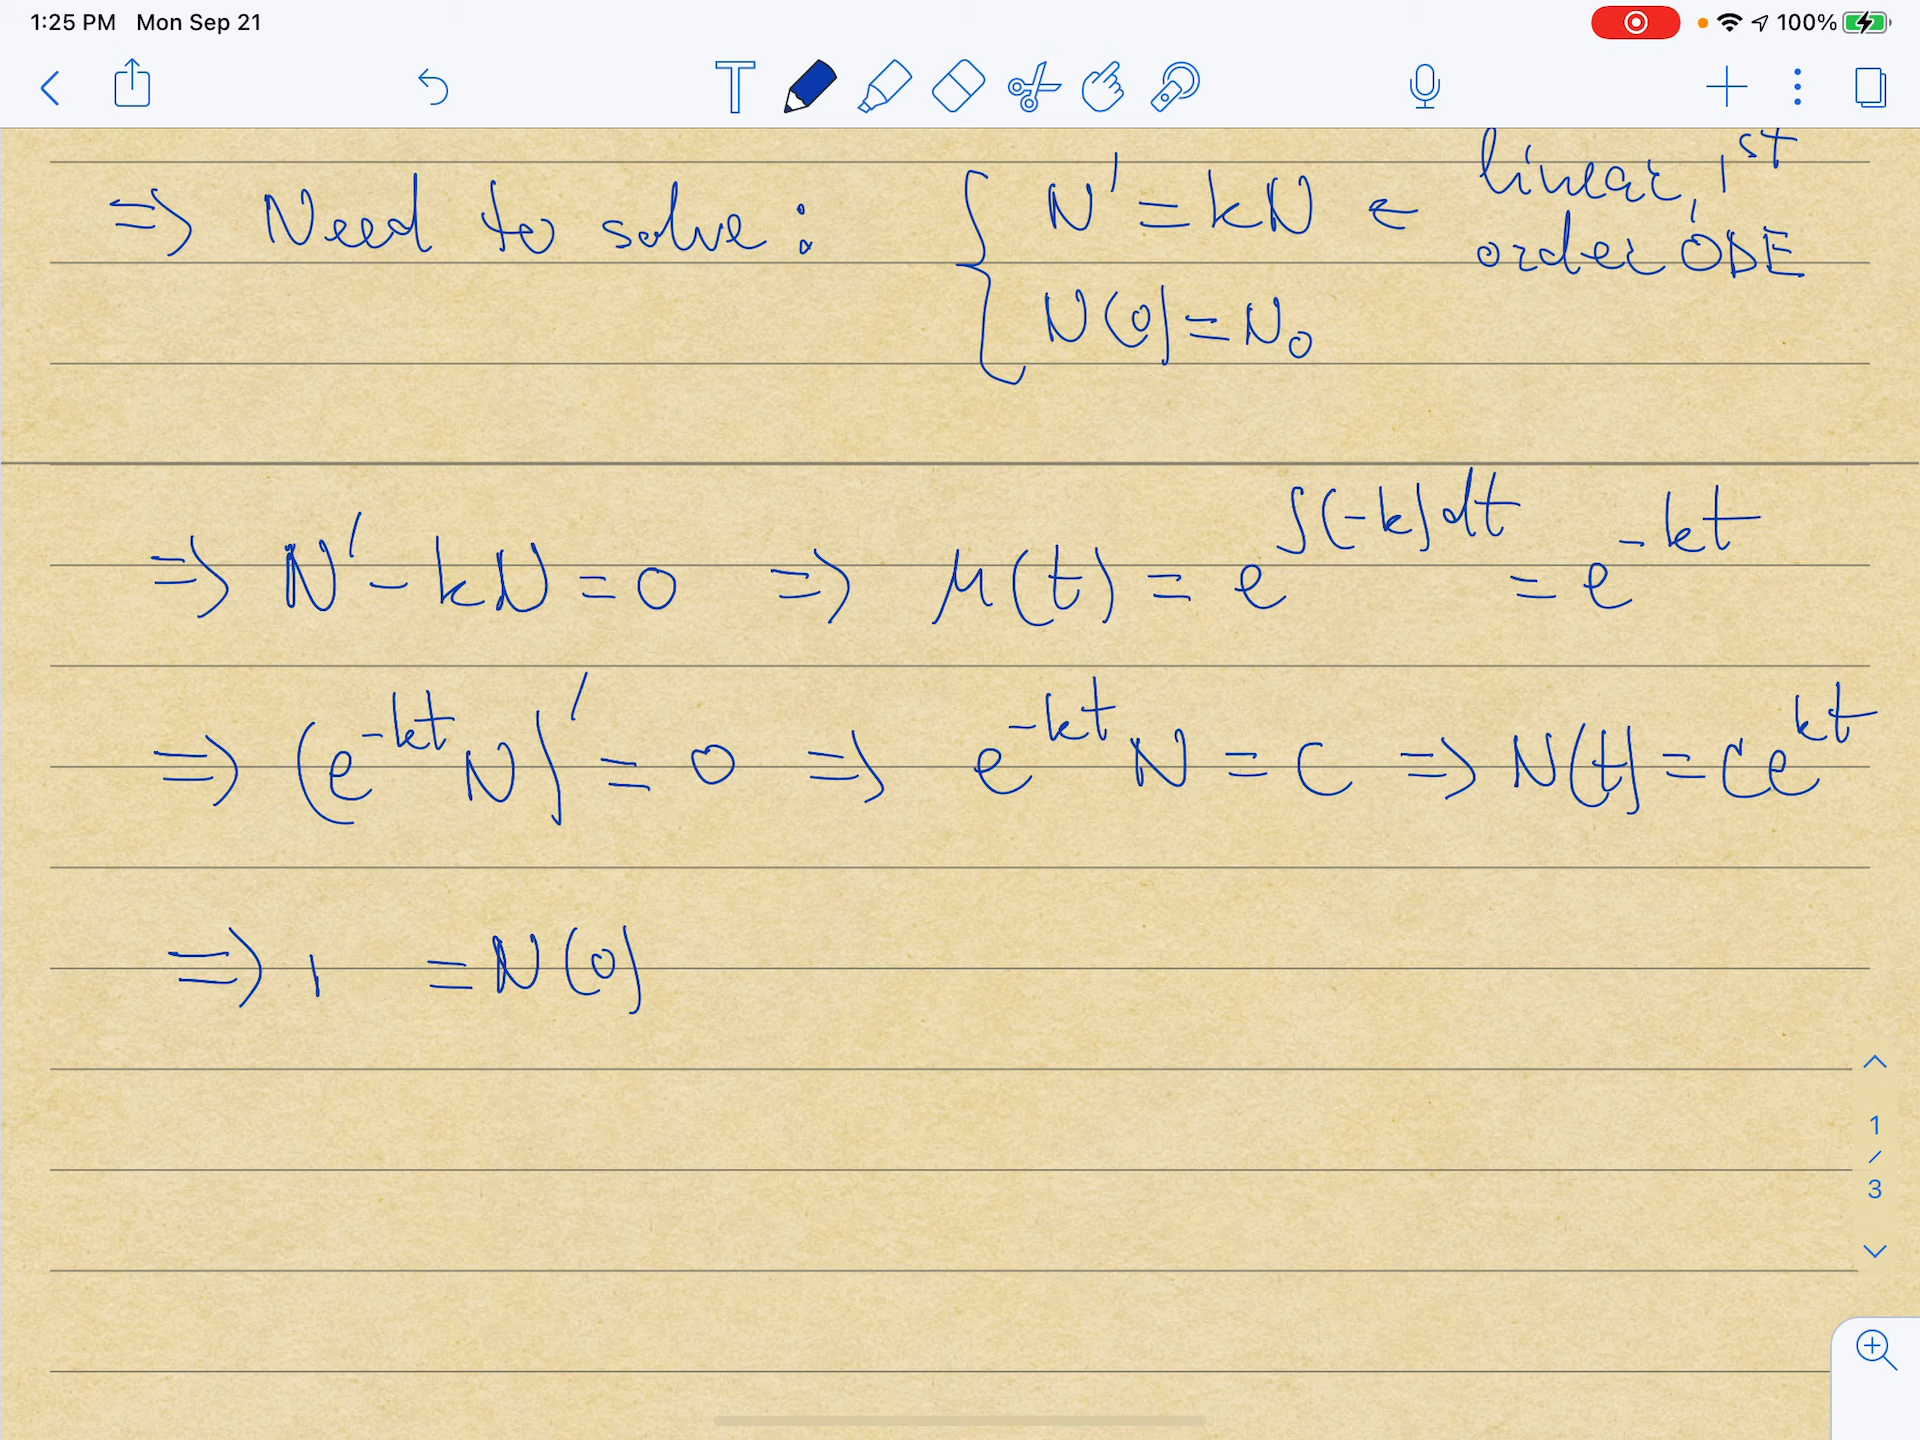 1:25 PM Mon Sep 21 100%
T
⇒ Need to solve: { N' = kN ← linear, 1st order ODE
N(0) = N₀
⇒ N' - kN = 0 ⇒ μ(t) = e^{∫(-k)dt} = e^{-kt}
⇒ (e^{-kt} N)' = 0 ⇒ e^{-kt} N = C ⇒ N(t) = Ce^{kt}
⇒ = N(0)
1
/
3